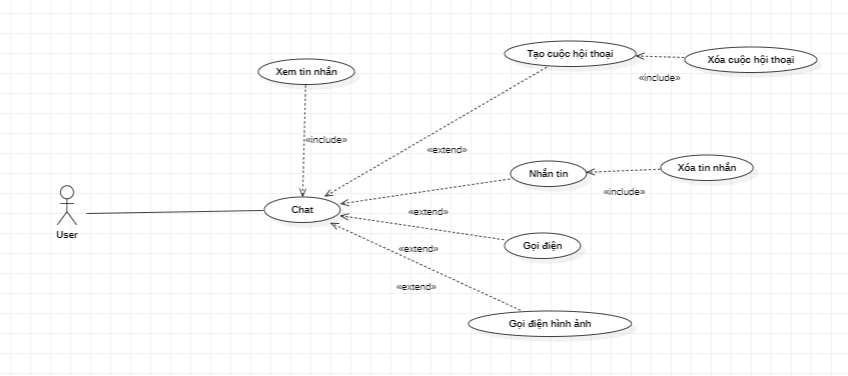 Tạo cuộc hội thoại
Xóa cuộc hội thoại
Xem tin nhắn
«include»
«include»
«extend»
Nhắn tin
Xóa tin nhắn
«include»
Chat
«extend»
User
Gọi điện
«extend»
«extend»
Gọi điện hình ảnh